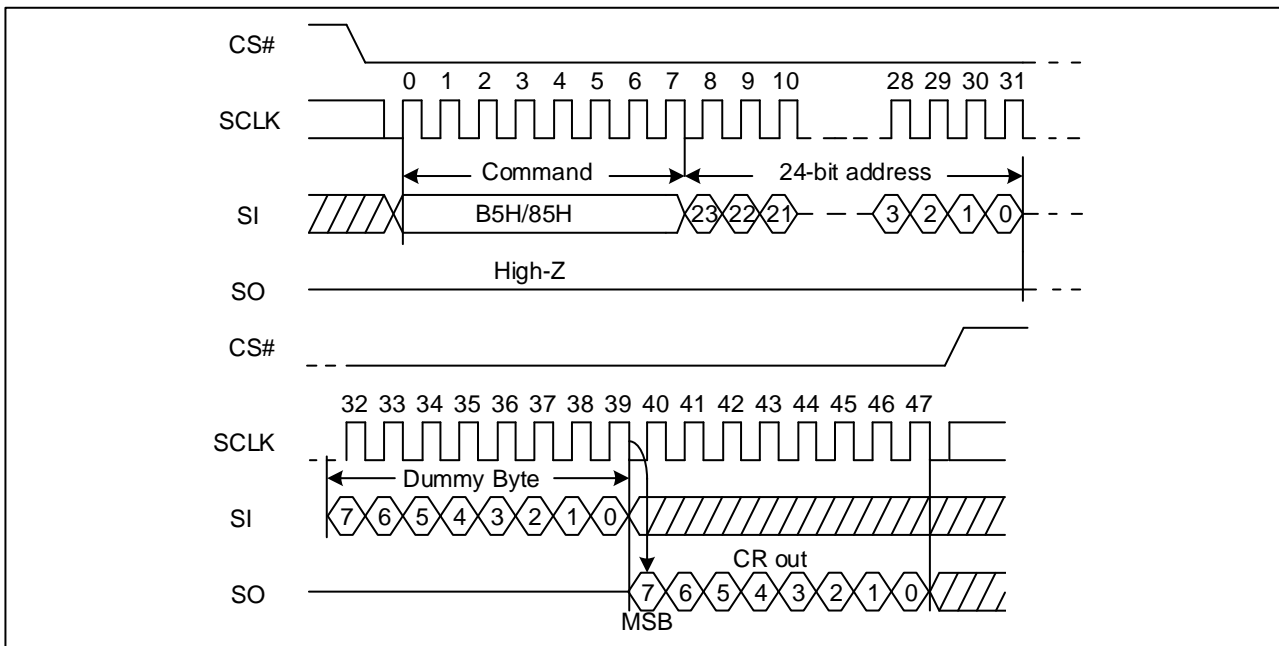 CS#
0 1 2 3 4 5 6 7 8 9 10 28 29 30 31
SCLK
Command 24-bit address
SI B5H/85H 23 22 21 3 2 1 0
High-Z
SO
CS#
32 33 34 35 36 37 38 39 40 41 42 43 44 45 46 47
SCLK
Dummy Byte
SI 7 6 5 4 3 2 1 0
CR out
SO 7 6 5 4 3 2 1 0
MSB